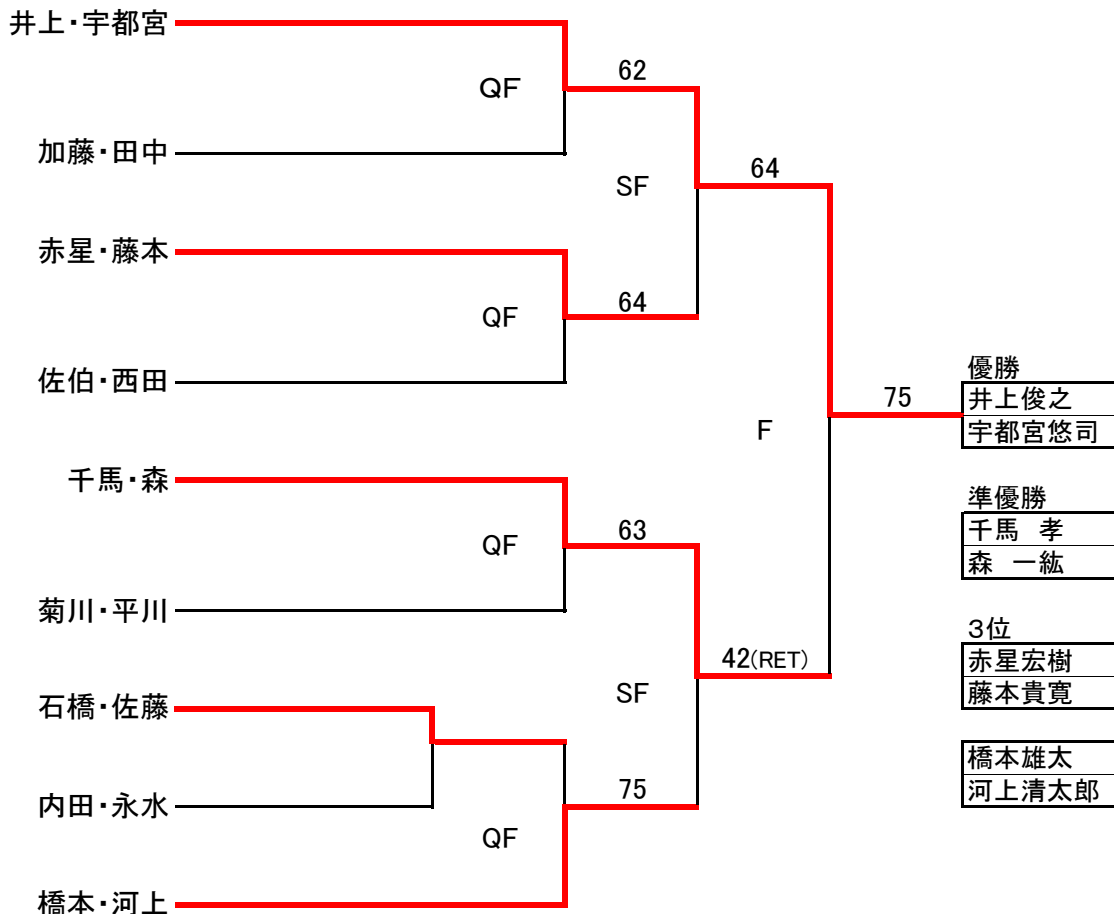 井上・宇都宮
62
QF
加藤・田中
64
SF
赤星・藤本
64
QF
佐伯・西田
優勝
井上俊之
75
宇都宮悠司
F
千馬・森
準優勝
千馬 孝
63
QF
森 一紘
菊川・平川
3位
赤星宏樹
42(RET)
藤本貴寛
SF
石橋・佐藤
橋本雄太
75
河上清太郎
内田・永水
QF
橋本・河上